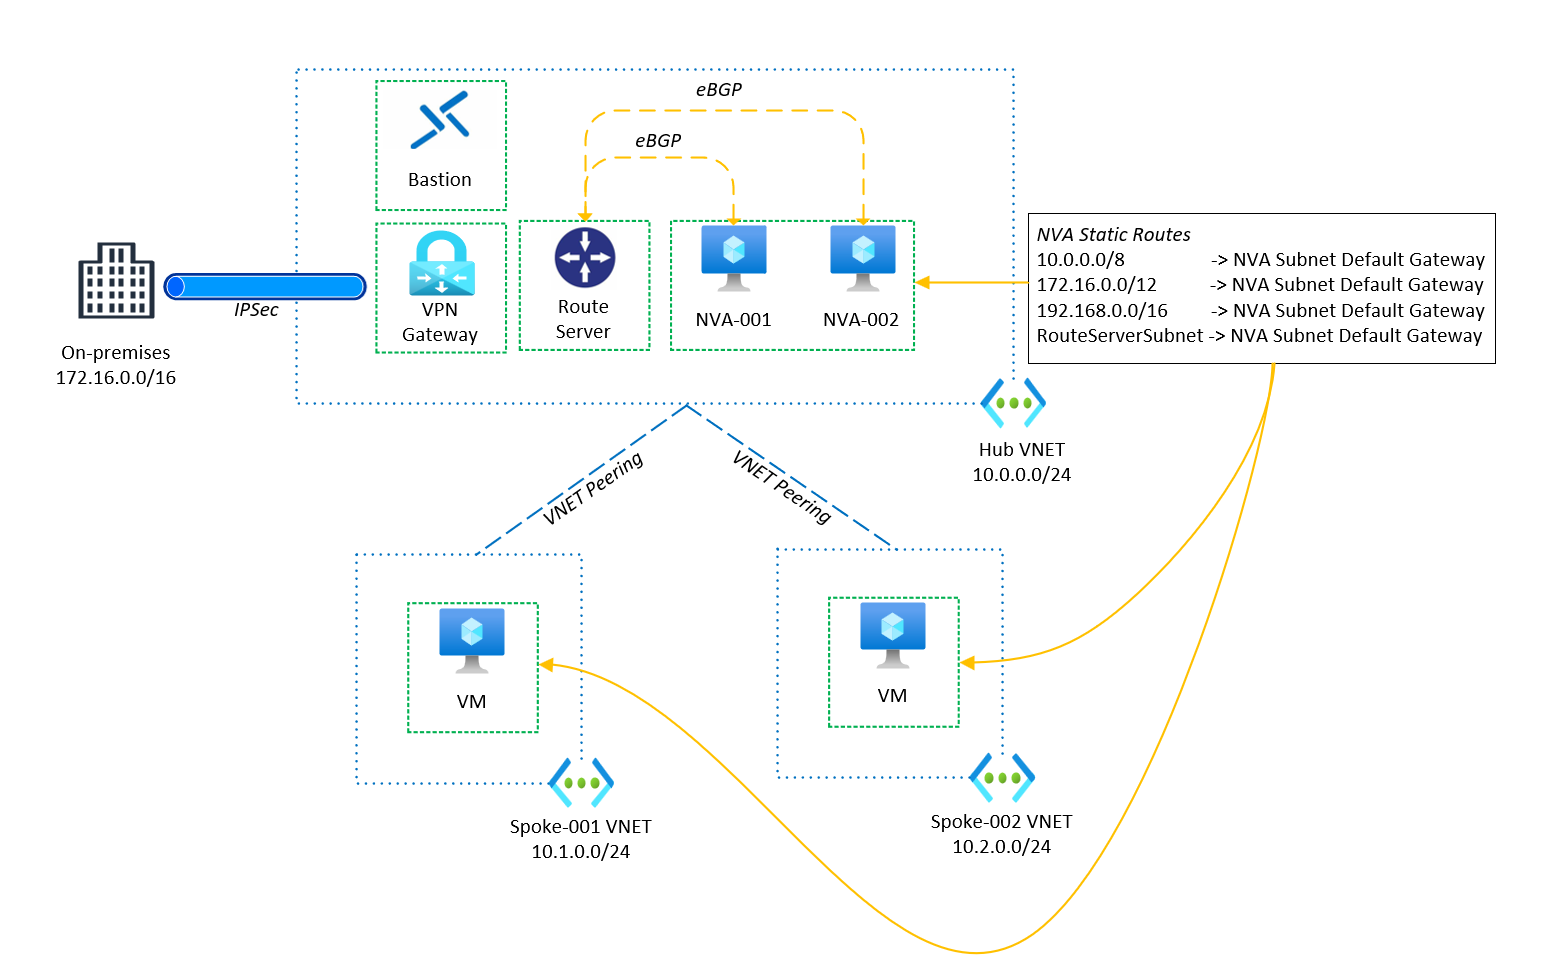 eBGP
eBGP
Bastion
VPN
Gateway
Route
Server
NVA-001
NVA-002
IPSec
On-premises
172.16.0.0/16
NVA Static Routes
10.0.0.0/8 -> NVA Subnet Default Gateway
172.16.0.0/12 -> NVA Subnet Default Gateway
192.168.0.0/16 -> NVA Subnet Default Gateway
RouteServerSubnet -> NVA Subnet Default Gateway
Hub VNET
10.0.0.0/24
VNET Peering
VNET Peering
VM
VM
Spoke-001 VNET
10.1.0.0/24
Spoke-002 VNET
10.2.0.0/24